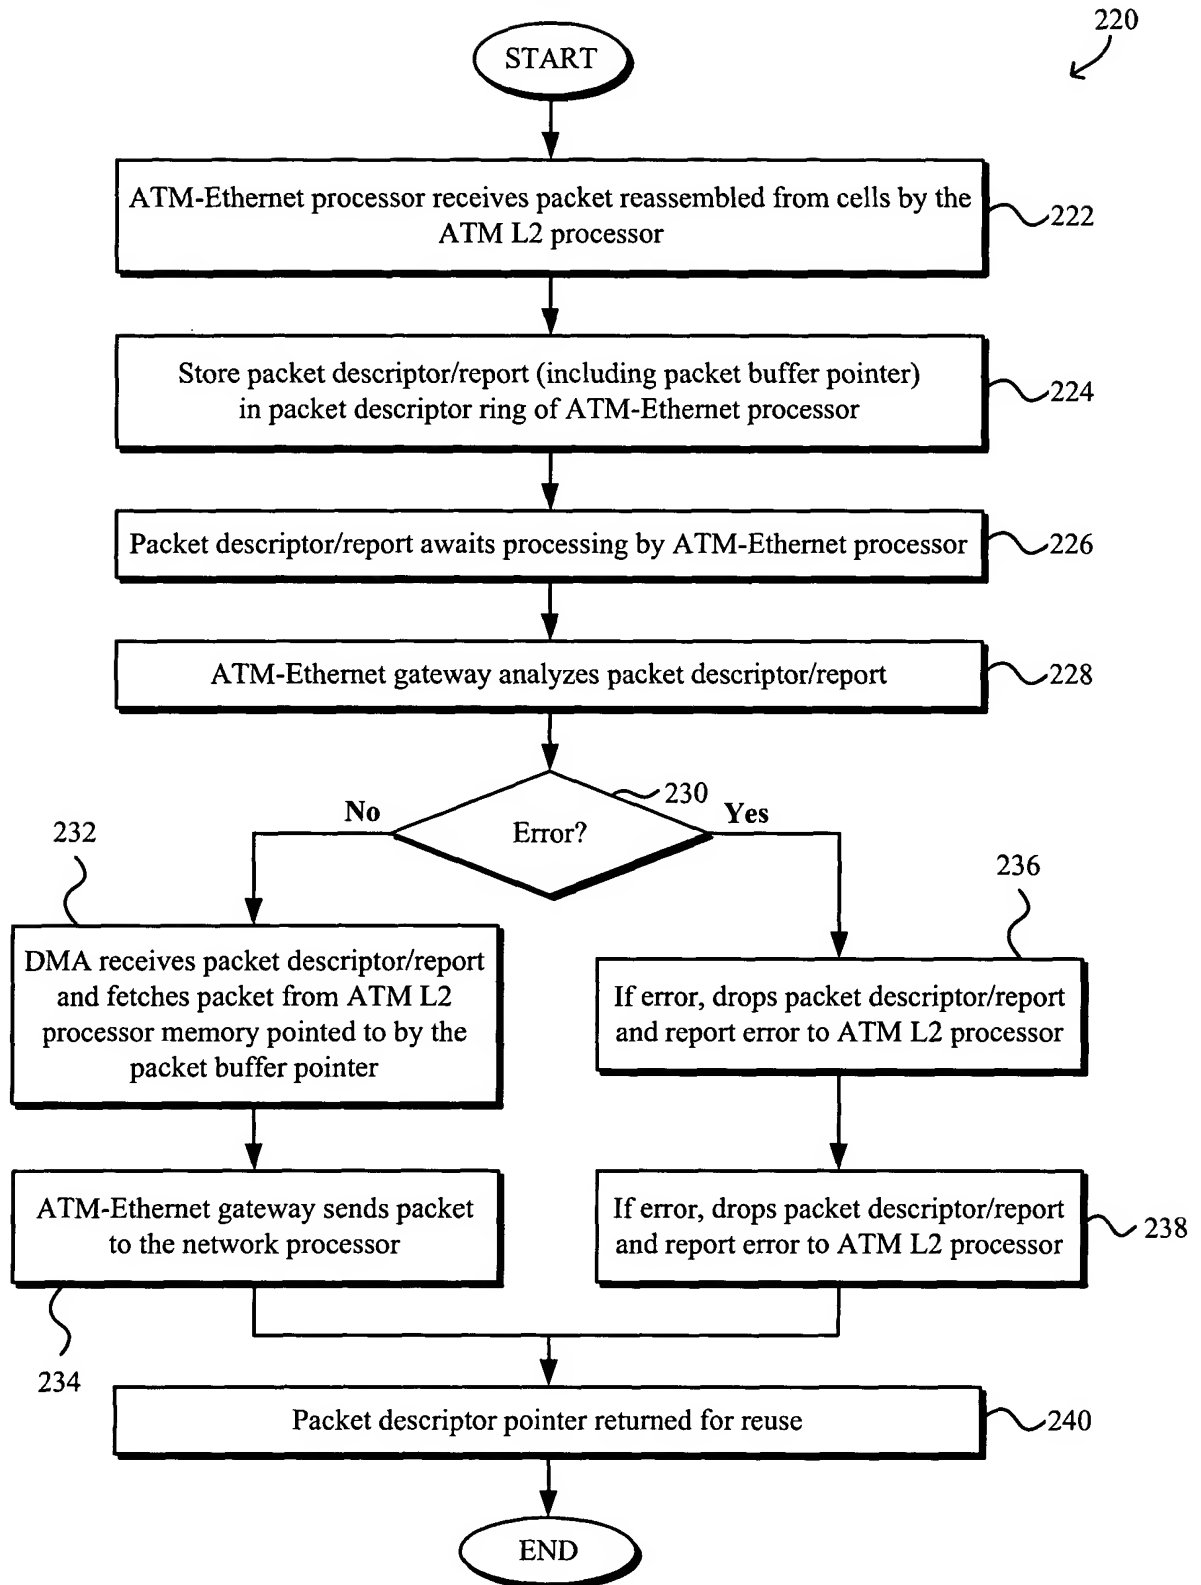 220
START
ATM-Ethernet processor receives packet reassembled from cells by the
ATM L2 processor
222
Store packet descriptor/report (including packet buffer pointer)
in packet descriptor ring of ATM-Ethernet processor
224
Packet descriptor/report awaits processing by ATM-Ethernet processor
226
ATM-Ethernet gateway analyzes packet descriptor/report
228
Error?
230
No
Yes
232
DMA receives packet descriptor/report
and fetches packet from ATM L2
processor memory pointed to by the
packet buffer pointer
236
If error, drops packet descriptor/report
and report error to ATM L2 processor
ATM-Ethernet gateway sends packet
to the network processor
234
If error, drops packet descriptor/report
and report error to ATM L2 processor
238
Packet descriptor pointer returned for reuse
240
END